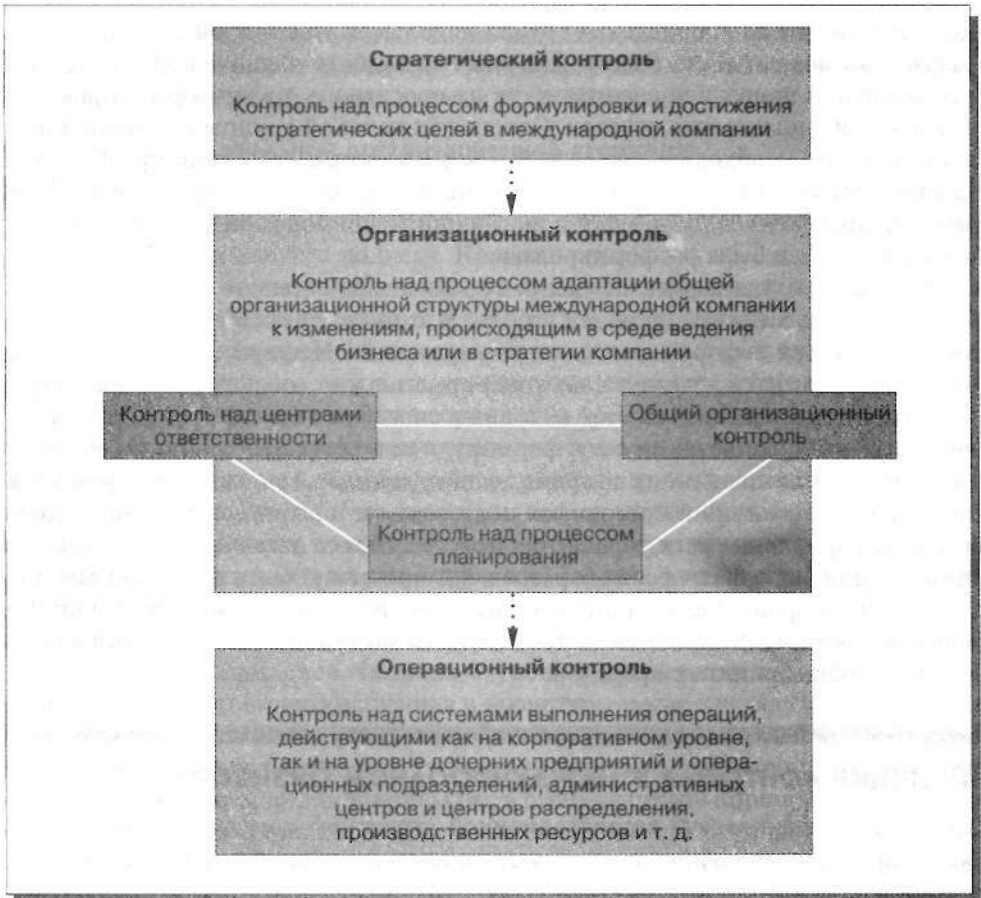 Стратегический контроль
Контроль над процессом формулировки и достижения
стратегических целей в международной компании
Организационный контроль
Контроль над процессом адаптации общей
организационной структуры международной компании
к изменениям, происходящим в среде ведения
бизнеса или в стратегии компании
Контроль над центрами
ответственности
Общий организационный
контроль
Контроль над процессом
планирования
Операционный контроль
Контроль над системами выполнения операций,
действующими как на корпоративном уровне,
так и на уровне дочерних предприятий и опера-
ционных подразделений, административных
центров и центров распределения,
производственных ресурсов и т. д.